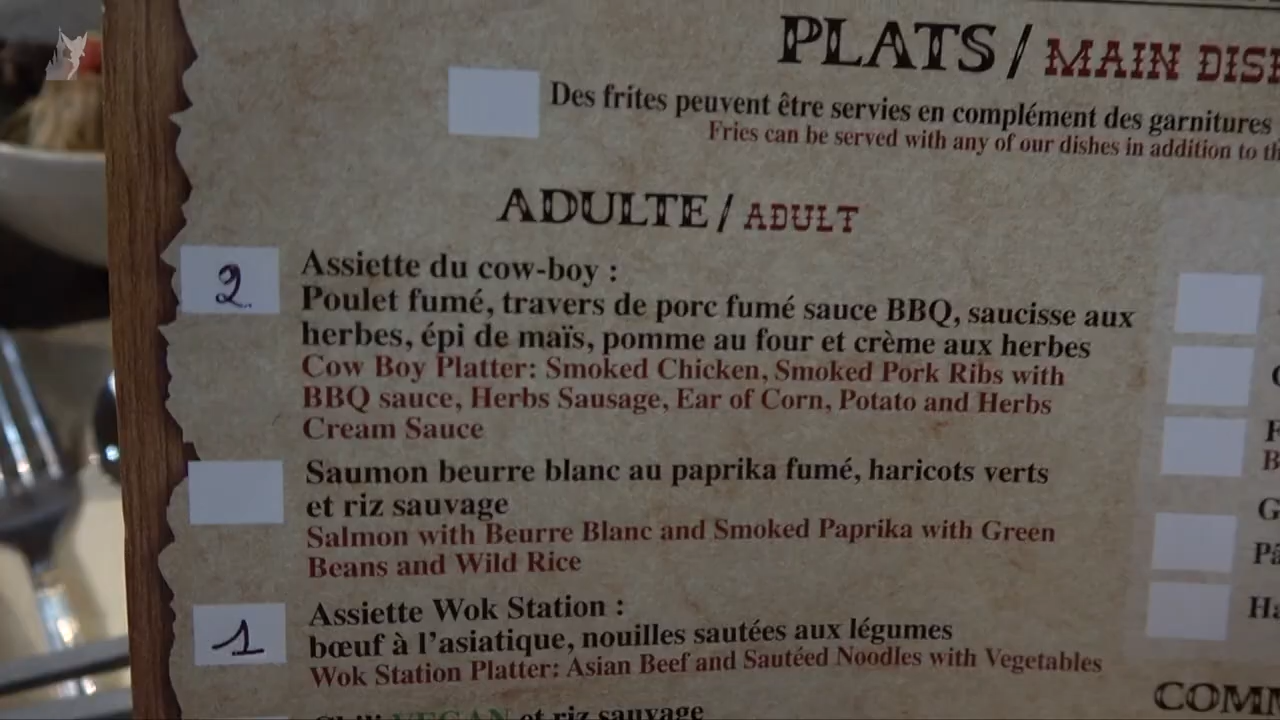 PLATS / MAIN
Des frites peuvent être servies en complément des garnitures
Fries can be served with any of our dishes in addition to
ADULTE / ADULT
2
Assiette du cow-boy :
Poulet fumé, travers de porc fumé sauce BBQ, saucisse aux
herbes, épi de maïs, pomme au four et crème aux herbes
Cow Boy Platter: Smoked Chicken, Smoked Pork Ribs with
BBQ sauce, Herbs Sausage, Ear of Corn, Potato and Herbs
Cream Sauce
Saumon beurre blanc au paprika fumé, haricots verts
et riz sauvage
Salmon with Beurre Blanc and Smoked Paprika with Green
Beans and Wild Rice
1
Assiette Wok Station :
bœuf à l'asiatique, nouilles sautées aux légumes
Wok Station Platter: Asian Beef and Sautéed Noodles with Vegetables
VEGAN et riz sauvage